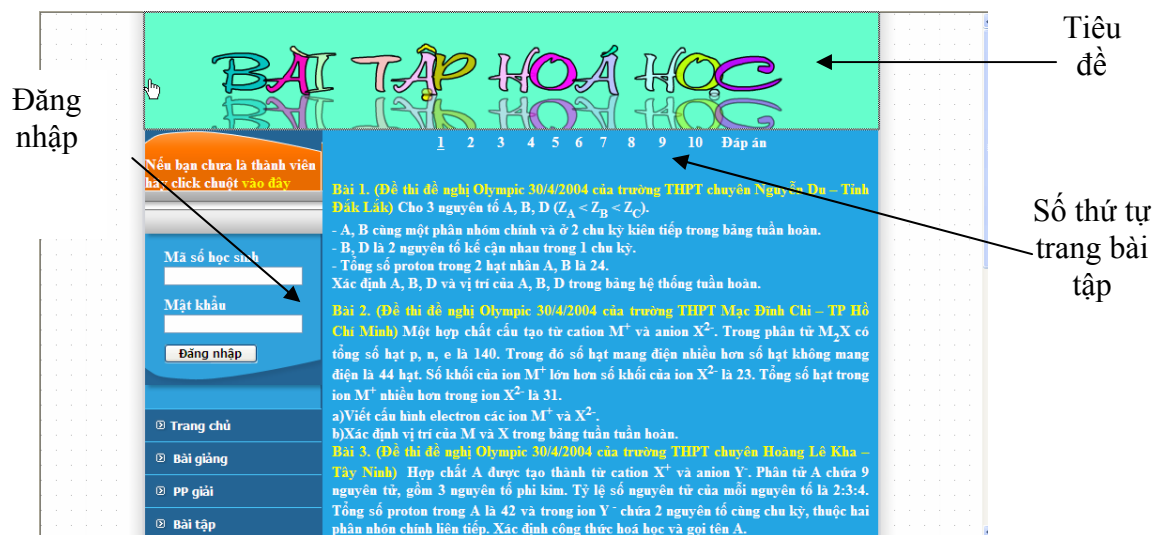 Tiêu
đề
BÀI TẬP HOÁ HỌC
Đăng
nhập
1 2 3 4 5 6 7 8 9 10 Đáp án
Nếu bạn chưa là thành viên
hãy click chuột vào đây
Mã số học sinh
Mật khẩu
Đăng nhập
Trang chủ
Bài giảng
PP giải
Bài tập
Bài 1. (Đề thi đề nghị Olympic 30/4/2004 của trường THPT chuyên Nguyễn Du – Tỉnh
Đắk Lắk) Cho 3 nguyên tố A, B, D (Z_A < Z_B < Z_C).
- A, B cùng một phân nhóm chính và ở 2 chu kỳ kiên tiếp trong bảng tuần hoàn.
- B, D là 2 nguyên tố kế cận nhau trong 1 chu kỳ.
- Tổng số proton trong 2 hạt nhân A, B là 24.
Xác định A, B, D và vị trí của A, B, D trong bảng hệ thống tuần hoàn.
Bài 2. (Đề thi đề nghị Olympic 30/4/2004 của trường THPT Mạc Đĩnh Chi – TP Hồ
Chí Minh) Một hợp chất cấu tạo từ cation M⁺ và anion X²⁻. Trong phân tử M₂X có
tổng số hạt p, n, e là 140. Trong đó số hạt mang điện nhiều hơn số hạt không mang
điện là 44 hạt. Số khối của ion M⁺ lớn hơn số khối của ion X²⁻ là 23. Tổng số hạt trong
ion M⁺ nhiều hơn trong ion X²⁻ là 31.
a)Viết cấu hình electron các ion M⁺ và X²⁻.
b)Xác định vị trí của M và X trong bảng tuần tuần hoàn.
Bài 3. (Đề thi đề nghị Olympic 30/4/2004 của trường THPT chuyên Hoàng Lê Kha –
Tây Ninh) Hợp chất A được tạo thành từ cation X⁺ và anion Y⁻. Phân tử A chứa 9
nguyên tử, gồm 3 nguyên tố phi kim. Tỷ lệ số nguyên tử của mỗi nguyên tố là 2:3:4.
Tổng số proton trong A là 42 và trong ion Y⁻ chứa 2 nguyên tố cùng chu kỳ, thuộc hai
phân nhón chính liên tiếp. Xác định công thức hoá học và gọi tên A.
Số thứ tự
trang bài
tập